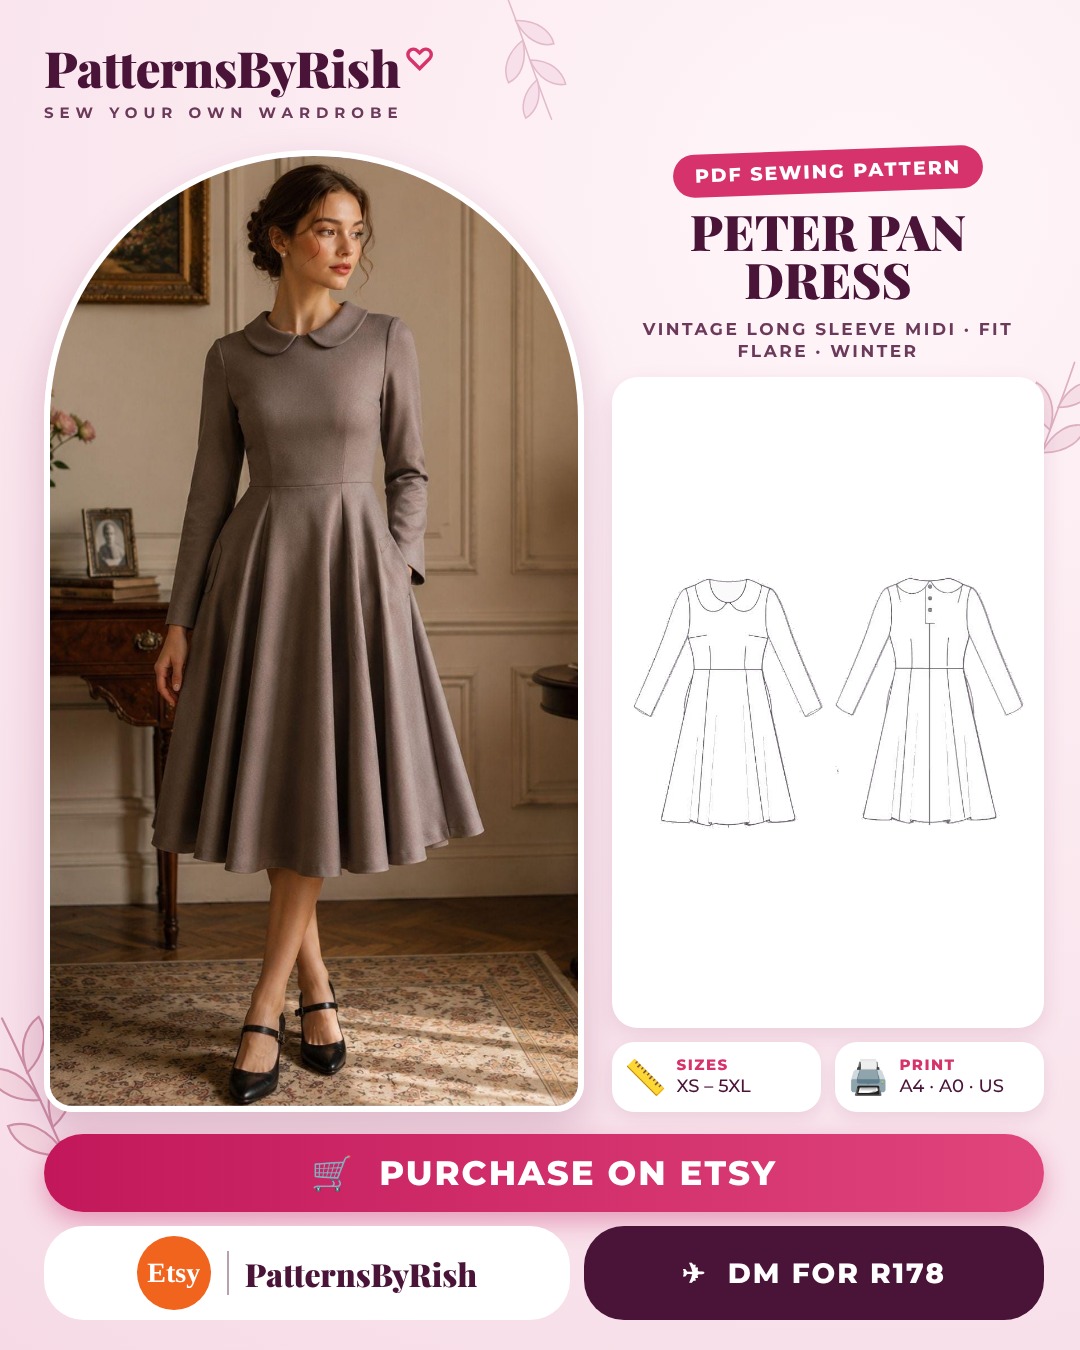 PatternsByRish
SEW YOUR OWN WARDROBE
PDF SEWING PATTERN
PETER PAN
DRESS
VINTAGE LONG SLEEVE MIDI · FIT
FLARE · WINTER
SIZES
XS – 5XL
PRINT
A4 · A0 · US
PURCHASE ON ETSY
Etsy
PatternsByRish
DM FOR R178